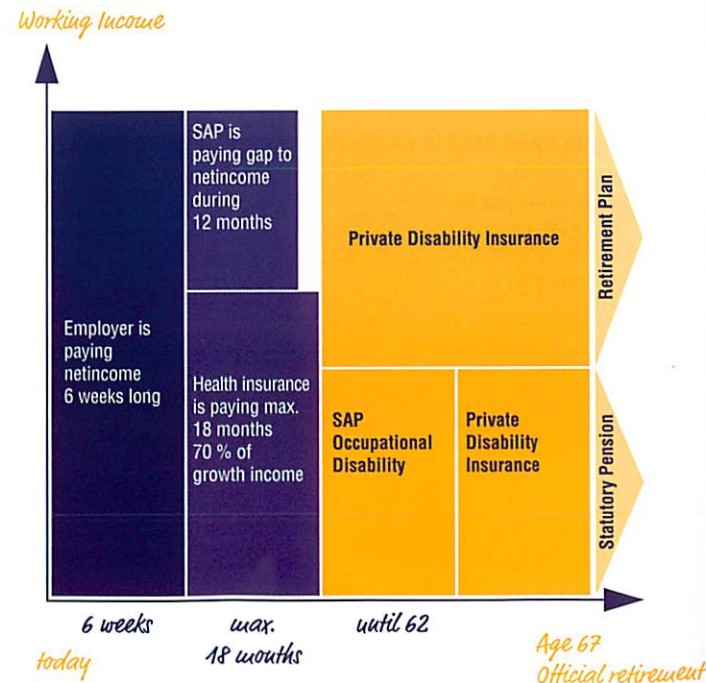 Working Income
SAP is
paying gap to
netincome
during
12 months
Private Disability Insurance
Retirement Plan
Employer is
paying
netincome
6 weeks long
Health insurance
is paying max.
18 months
70 % of
growth income
SAP
Occupational
Disability
Private
Disability
Insurance
Statutory Pension
6 weeks
max.
18 months
until 62
today
Age 67
Official retirement